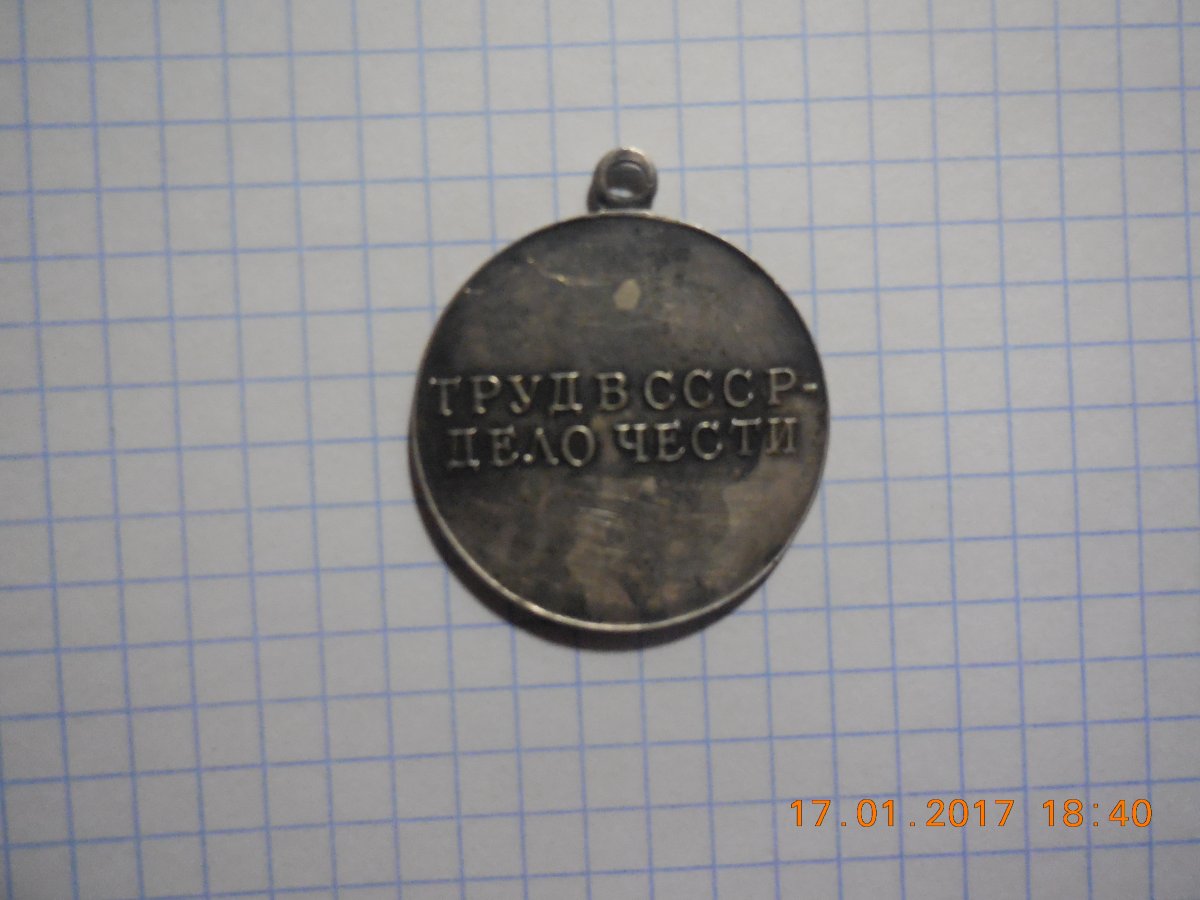 ТРУД В СССР-
ДЕЛО ЧЕСТИ
17.01.2017 18:40